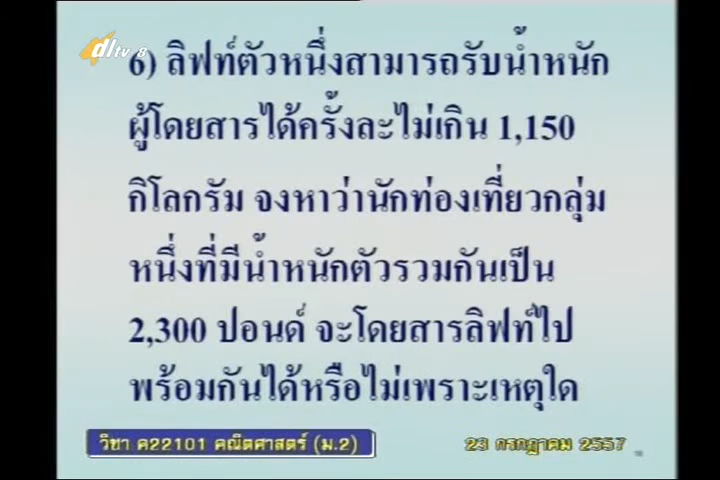 dltv 8
6) ลิฟท์ตัวหนึ่งสามารถรับน้ำหนัก
ผู้โดยสารได้ครั้งละไม่เกิน 1,150
กิโลกรัม จงหาว่านักท่องเที่ยวกลุ่ม
หนึ่งที่มีน้ำหนักตัวรวมกันเป็น
2,300 ปอนด์ จะโดยสารลิฟท์ไป
พร้อมกันได้หรือไม่เพราะเหตุใด
วิชา ค22101 คณิตศาสตร์ (ม.2)
23 กรกฎาคม 2557